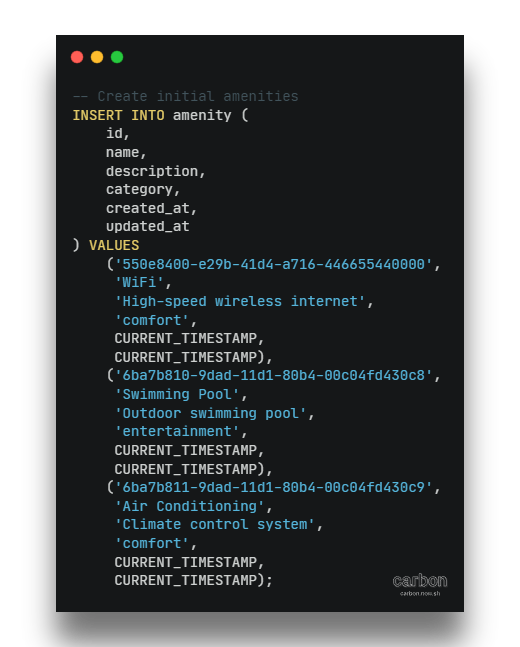 -- Create initial amenities
INSERT INTO amenity (
    id,
    name,
    description,
    category,
    created_at,
    updated_at
) VALUES
    ('550e8400-e29b-41d4-a716-446655440000',
     'WiFi',
     'High-speed wireless internet',
     'comfort',
     CURRENT_TIMESTAMP,
     CURRENT_TIMESTAMP),
    ('6ba7b810-9dad-11d1-80b4-00c04fd430c8',
     'Swimming Pool',
     'Outdoor swimming pool',
     'entertainment',
     CURRENT_TIMESTAMP,
     CURRENT_TIMESTAMP),
    ('6ba7b811-9dad-11d1-80b4-00c04fd430c9',
     'Air Conditioning',
     'Climate control system',
     'comfort',
     CURRENT_TIMESTAMP,
     CURRENT_TIMESTAMP);
carbon
carbon.now.sh